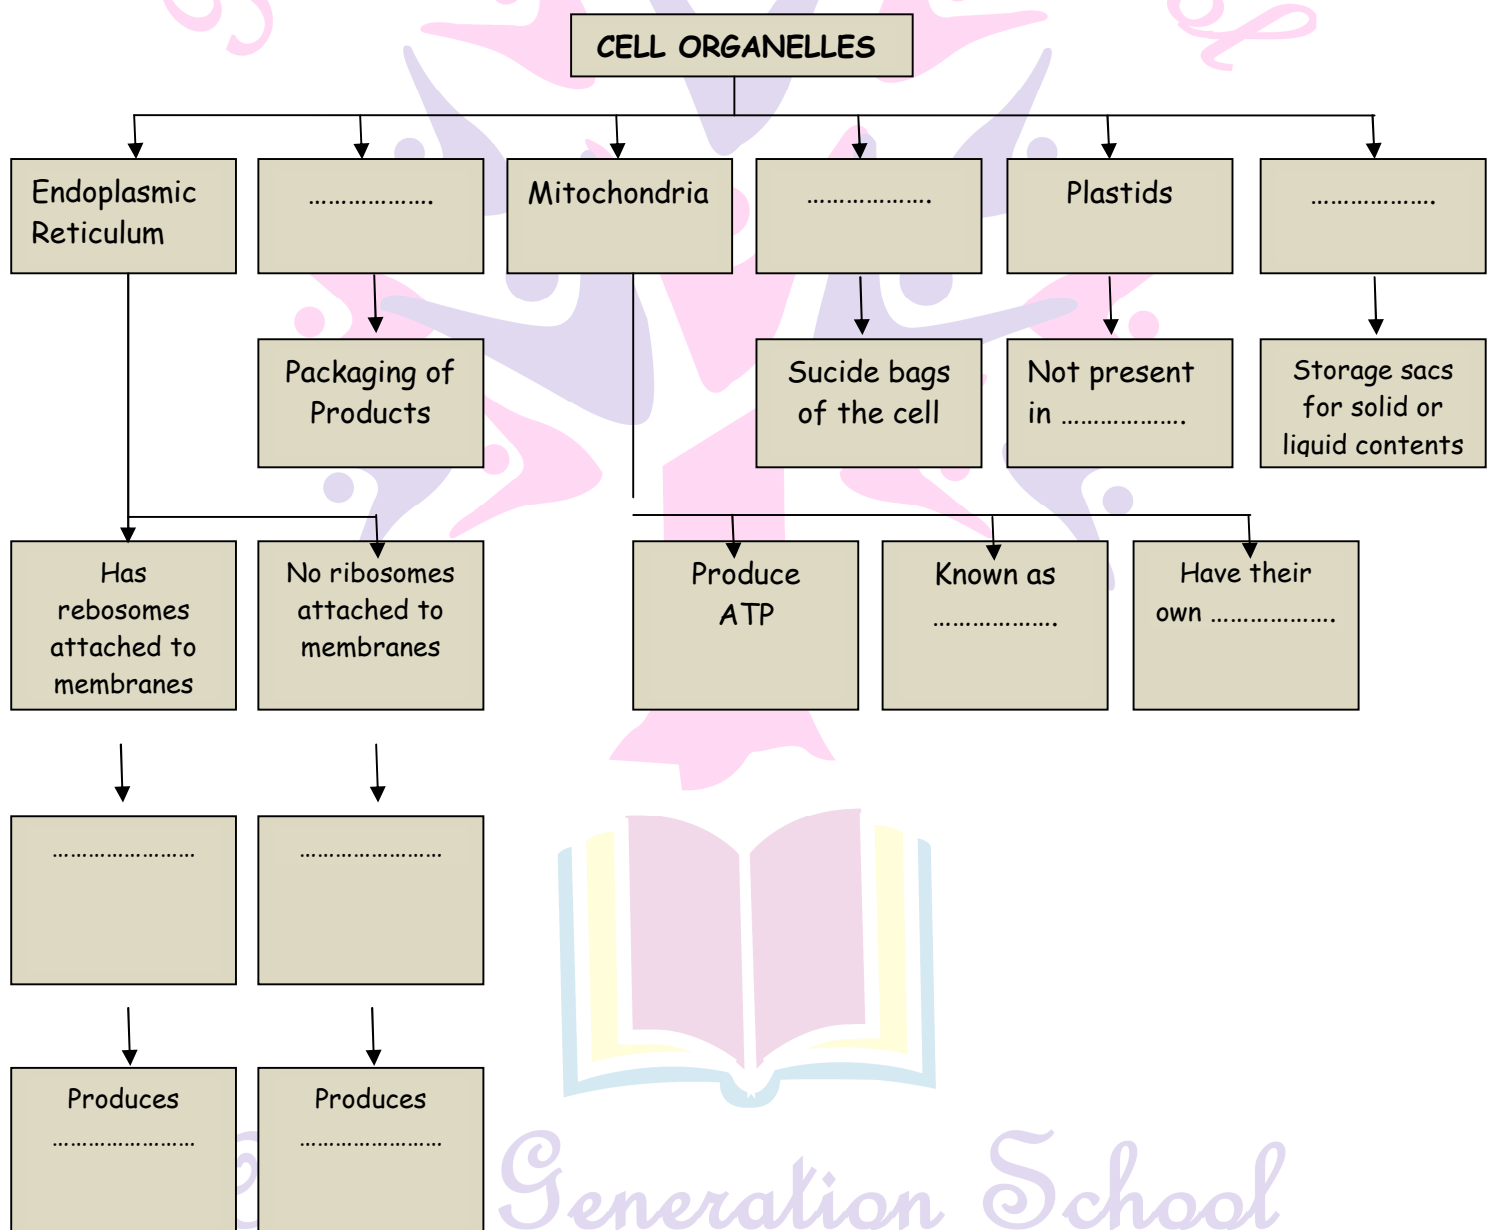 CELL ORGANELLES
Endoplasmic
Reticulum
……………….
Mitochondria
……………….
Plastids
……………….
Packaging of
Products
Sucide bags
of the cell
Not present
in ……………….
Storage sacs
for solid or
liquid contents
Has
rebosomes
attached to
membranes
No ribosomes
attached to
membranes
Produce
ATP
Known as
……………….
Have their
own ……………….
……………………
……………………
Produces
……………………
Produces
……………………
Generation School